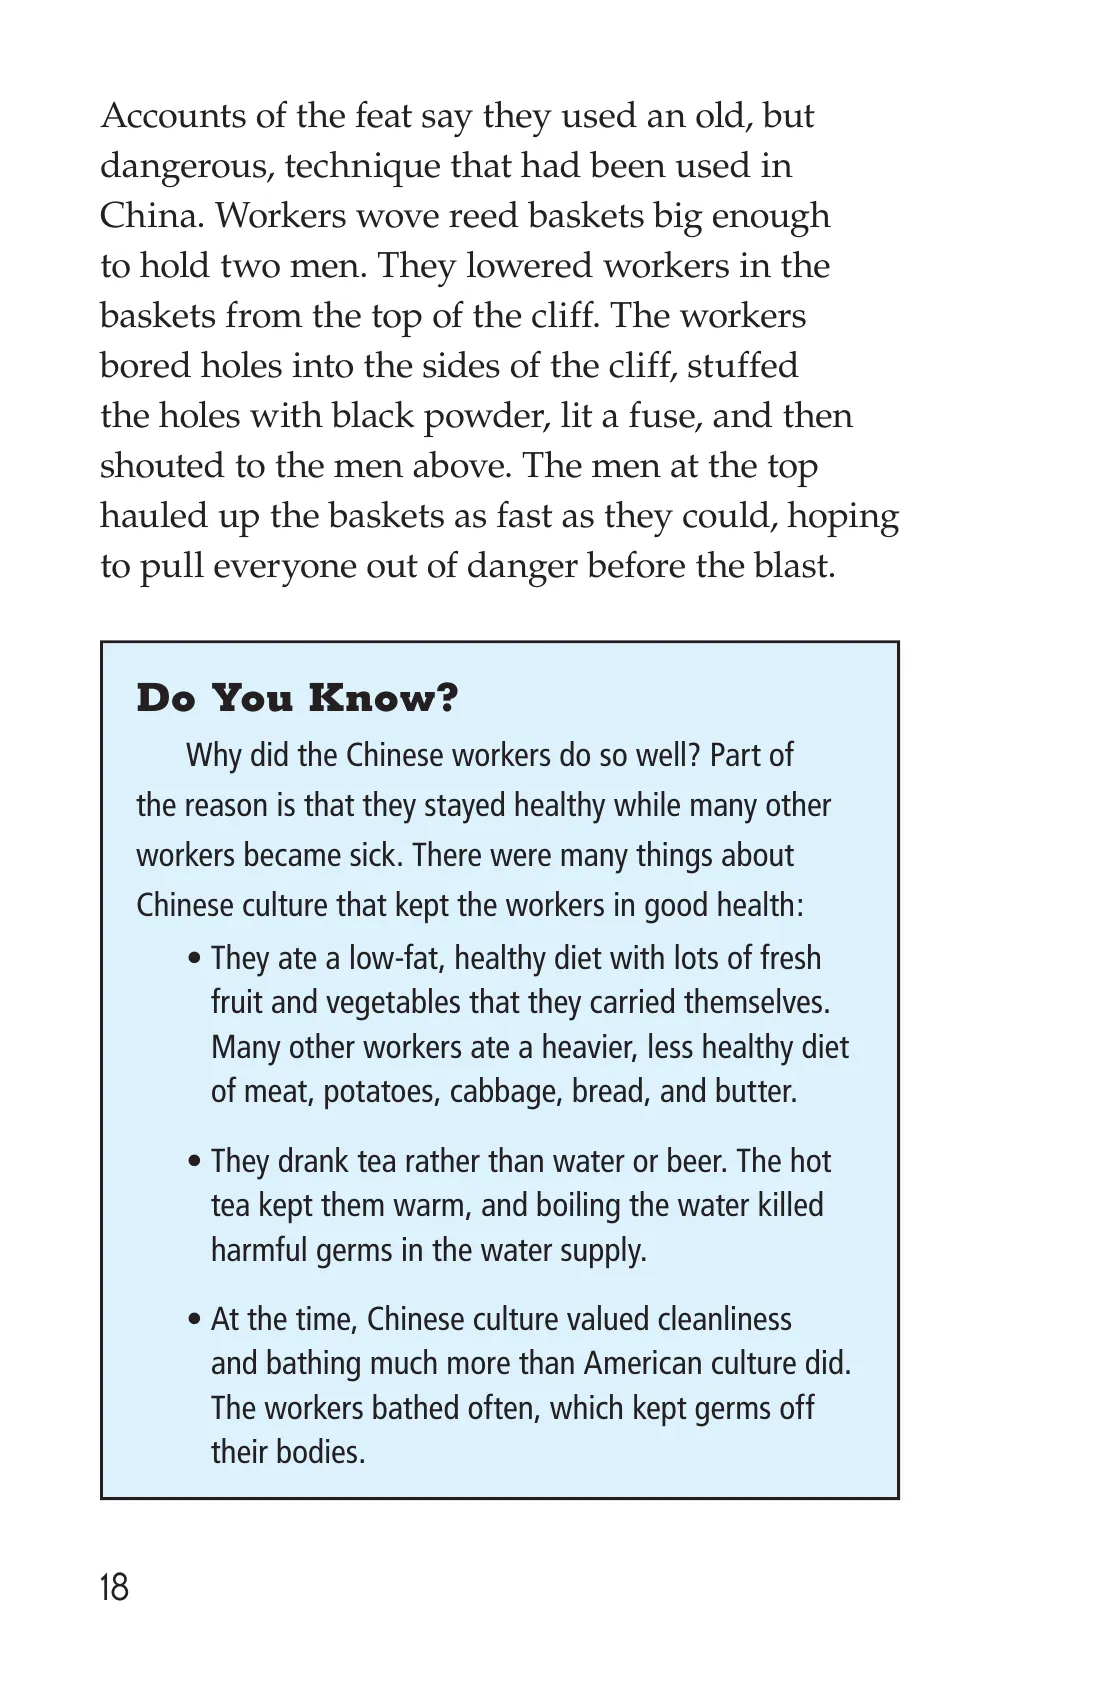 Accounts of the feat say they used an old, but
dangerous, technique that had been used in
China. Workers wove reed baskets big enough
to hold two men. They lowered workers in the
baskets from the top of the cliff. The workers
bored holes into the sides of the cliff, stuffed
the holes with black powder, lit a fuse, and then
shouted to the men above. The men at the top
hauled up the baskets as fast as they could, hoping
to pull everyone out of danger before the blast.
Do You Know?
Why did the Chinese workers do so well? Part of
the reason is that they stayed healthy while many other
workers became sick. There were many things about
Chinese culture that kept the workers in good health:
• They ate a low-fat, healthy diet with lots of fresh
fruit and vegetables that they carried themselves.
Many other workers ate a heavier, less healthy diet
of meat, potatoes, cabbage, bread, and butter.
• They drank tea rather than water or beer. The hot
tea kept them warm, and boiling the water killed
harmful germs in the water supply.
• At the time, Chinese culture valued cleanliness
and bathing much more than American culture did.
The workers bathed often, which kept germs off
their bodies.
18